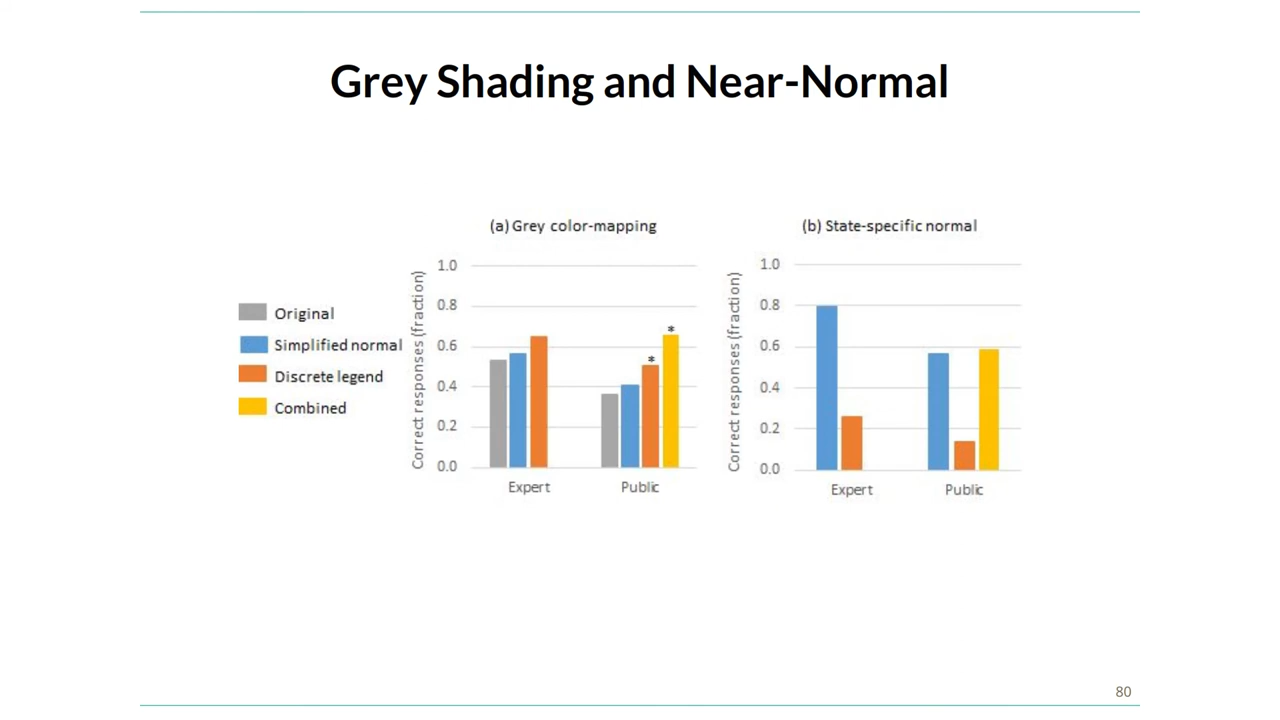 Grey Shading and Near-Normal
Original
Simplified normal
Discrete legend
Combined
(a) Grey color-mapping
Correct responses (fraction)
1.0
0.8
0.6
0.4
0.2
0.0
*
*
Expert
Public
(b) State-specific normal
Correct responses (fraction)
1.0
0.8
0.6
0.4
0.2
0.0
Expert
Public
80